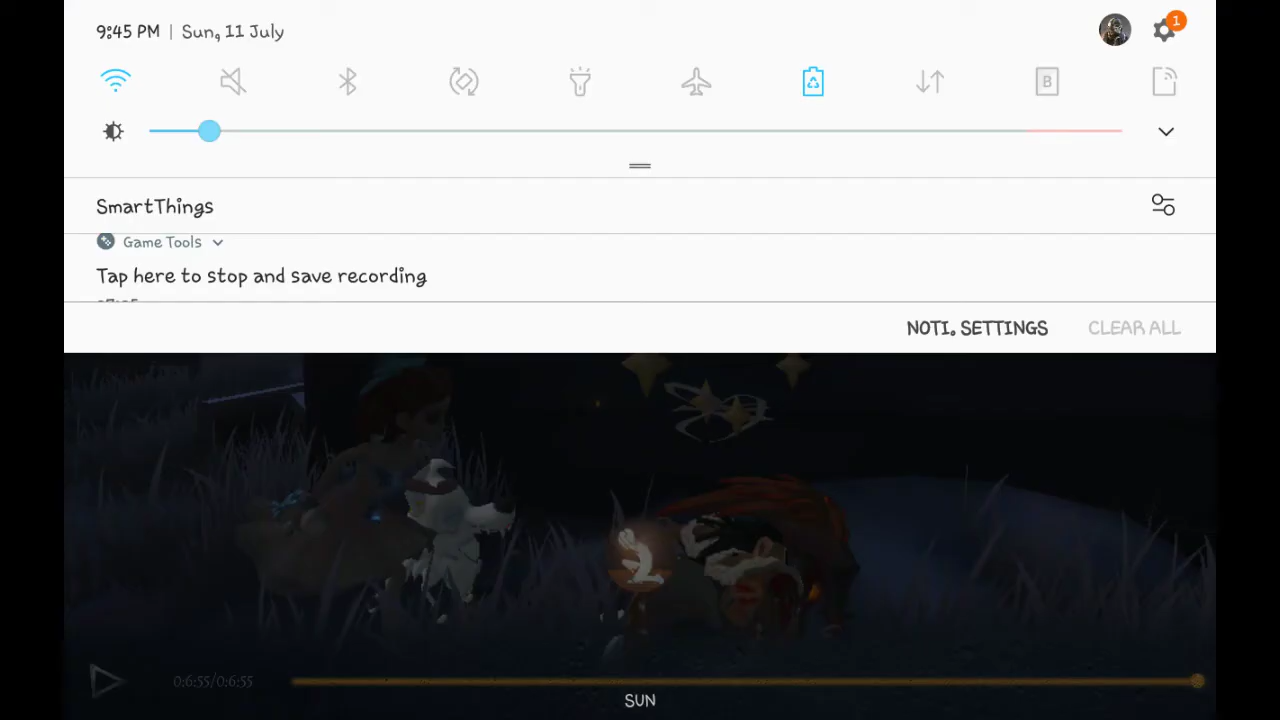 9:45 PM | Sun, 11 July
1
B
SmartThings
Game Tools
Tap here to stop and save recording
NOTI. SETTINGS CLEAR ALL
0:6:55/0:6:55
SUN